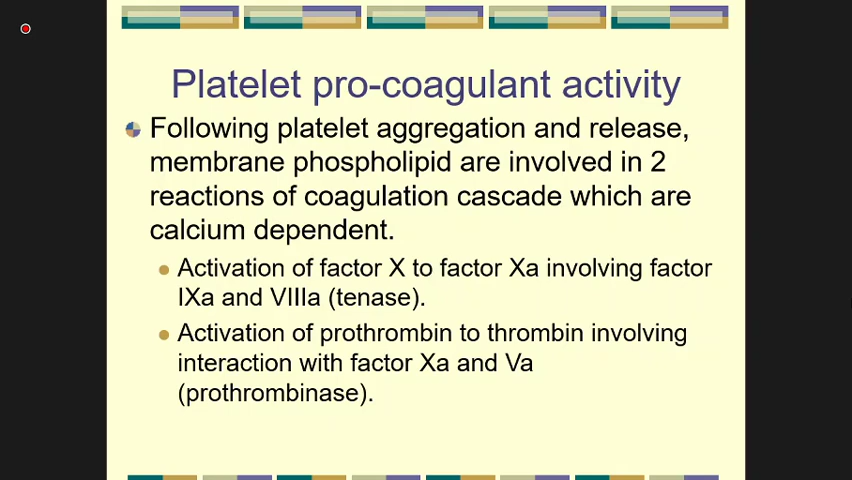 Platelet pro-coagulant activity
Following platelet aggregation and release,
membrane phospholipid are involved in 2
reactions of coagulation cascade which are
calcium dependent.
Activation of factor X to factor Xa involving factor
IXa and VIIIa (tenase).
Activation of prothrombin to thrombin involving
interaction with factor Xa and Va
(prothrombinase).